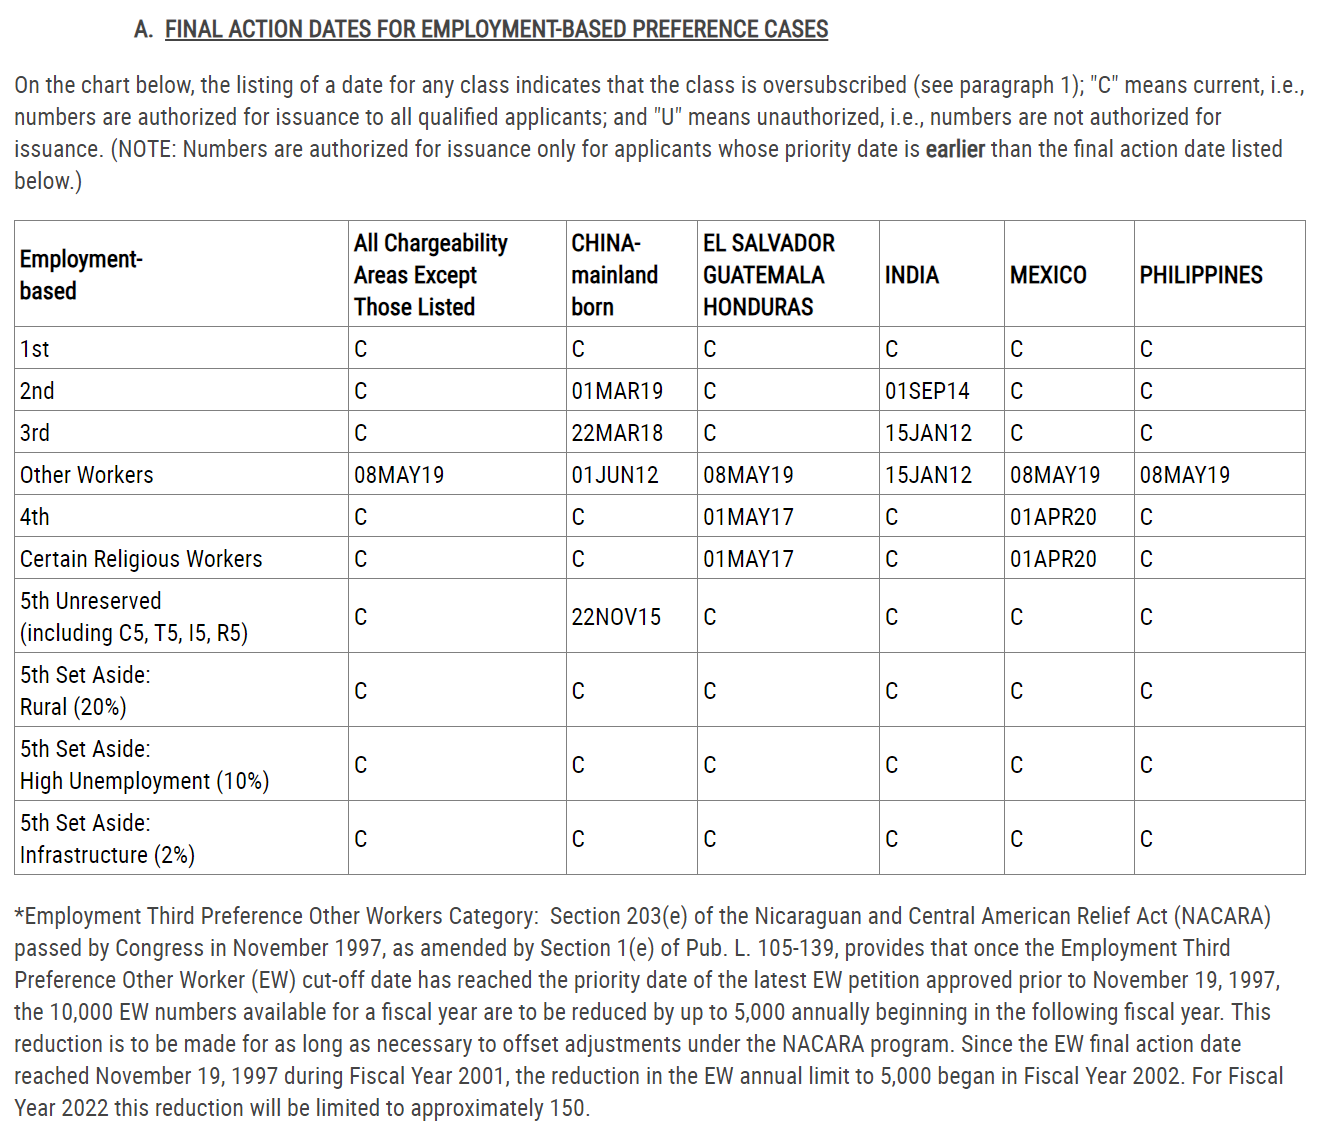 A. FINAL ACTION DATES FOR EMPLOYMENT-BASED PREFERENCE CASES
On the chart below, the listing of a date for any class indicates that the class is oversubscribed (see paragraph 1); "C" means current, i.e.,
numbers are authorized for issuance to all qualified applicants; and "U" means unauthorized, i.e., numbers are not authorized for
issuance. (NOTE: Numbers are authorized for issuance only for applicants whose priority date is earlier than the final action date listed
below.)
Employment-
based
All Chargeability
Areas Except
Those Listed
CHINA-
mainland
born
EL SALVADOR
GUATEMALA
HONDURAS
INDIA
MEXICO
PHILIPPINES
1st C C C C C C
2nd C 01MAR19 C 01SEP14 C C
3rd C 22MAR18 C 15JAN12 C C
Other Workers 08MAY19 01JUN12 08MAY19 15JAN12 08MAY19 08MAY19
4th C C 01MAY17 C 01APR20 C
Certain Religious Workers C C 01MAY17 C 01APR20 C
5th Unreserved
(including C5, T5, I5, R5)
C 22NOV15 C C C C
5th Set Aside:
Rural (20%)
C C C C C C
5th Set Aside:
High Unemployment (10%)
C C C C C C
5th Set Aside:
Infrastructure (2%)
C C C C C C
*Employment Third Preference Other Workers Category:  Section 203(e) of the Nicaraguan and Central American Relief Act (NACARA)
passed by Congress in November 1997, as amended by Section 1(e) of Pub. L. 105-139, provides that once the Employment Third
Preference Other Worker (EW) cut-off date has reached the priority date of the latest EW petition approved prior to November 19, 1997,
the 10,000 EW numbers available for a fiscal year are to be reduced by up to 5,000 annually beginning in the following fiscal year. This
reduction is to be made for as long as necessary to offset adjustments under the NACARA program. Since the EW final action date
reached November 19, 1997 during Fiscal Year 2001, the reduction in the EW annual limit to 5,000 began in Fiscal Year 2002. For Fiscal
Year 2022 this reduction will be limited to approximately 150.